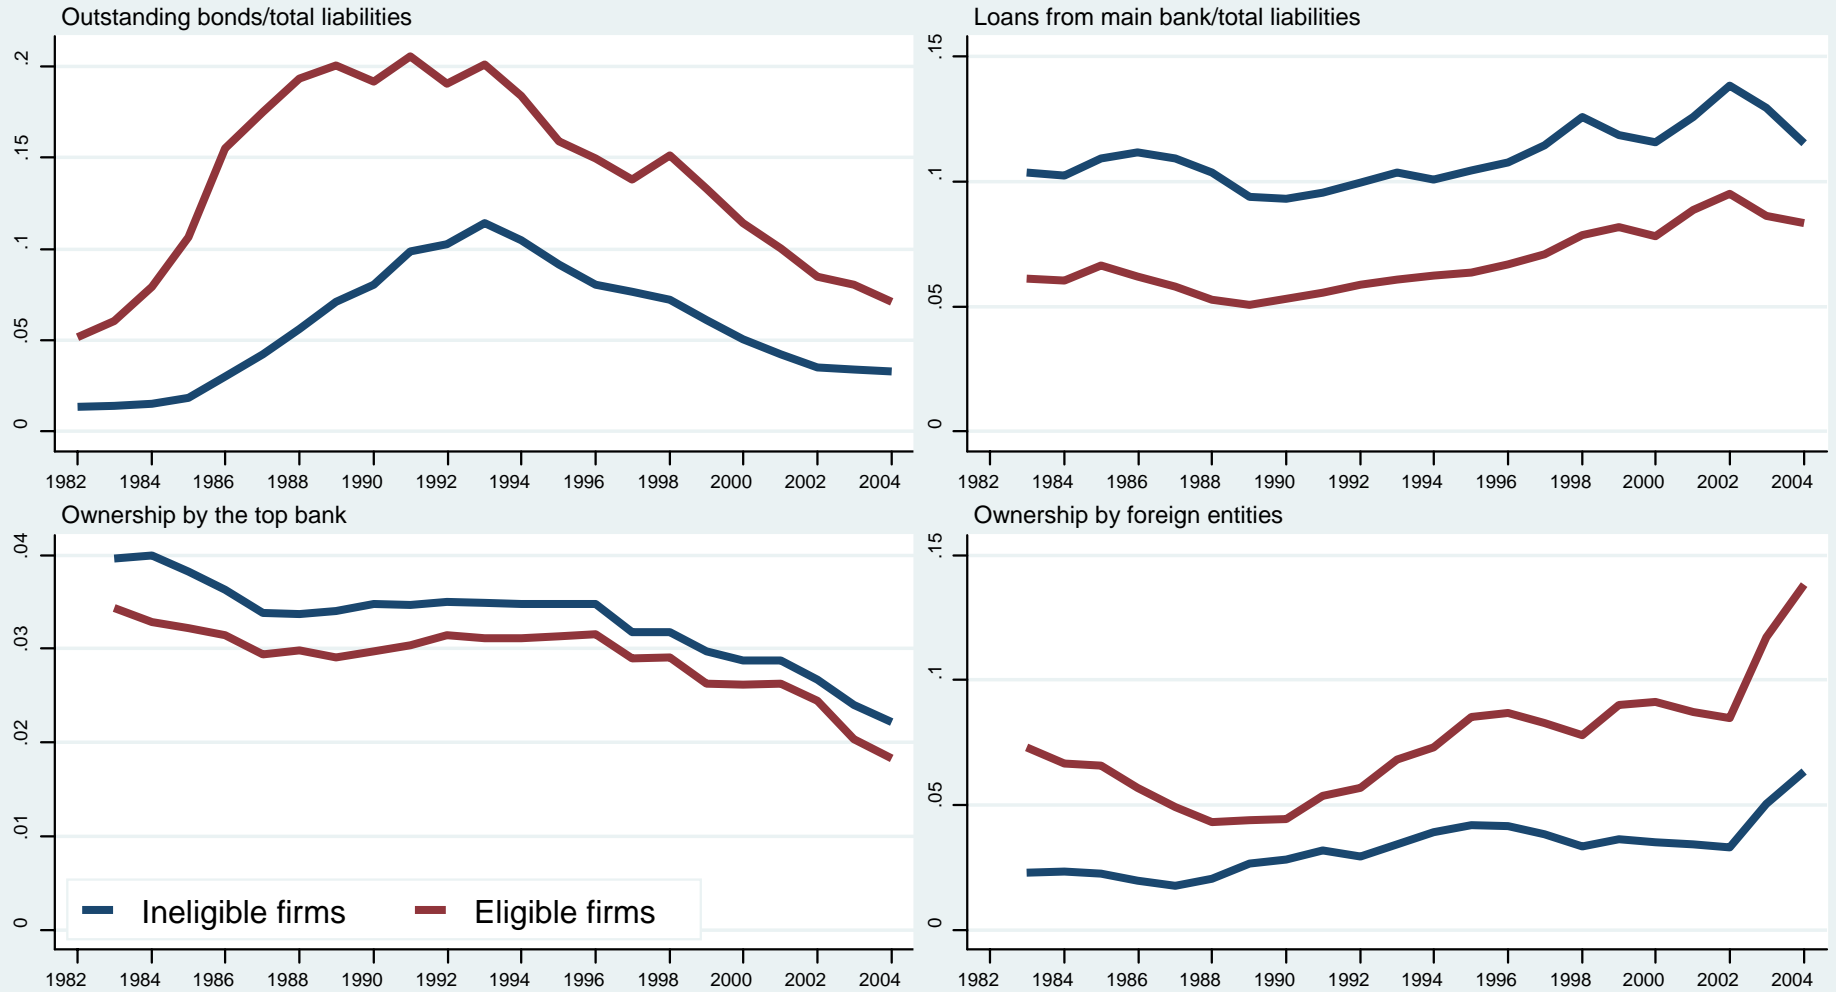 Outstanding bonds/total liabilities
.2
.15
.1
.05
0
1982 1984 1986 1988 1990 1992 1994 1996 1998 2000 2002 2004
Loans from main bank/total liabilities
.15
.1
.05
0
1982 1984 1986 1988 1990 1992 1994 1996 1998 2000 2002 2004
Ownership by the top bank
.04
.03
.02
.01
0
Ineligible firms Eligible firms
1982 1984 1986 1988 1990 1992 1994 1996 1998 2000 2002 2004
Ownership by foreign entities
.15
.1
.05
0
1982 1984 1986 1988 1990 1992 1994 1996 1998 2000 2002 2004